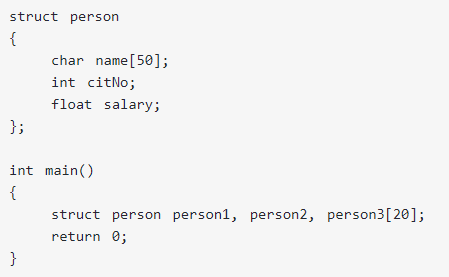 struct person
{
char name[50];
int citNo;
float salary;
};
int main()
{
struct person person1, person2, person3[20];
return 0;
}